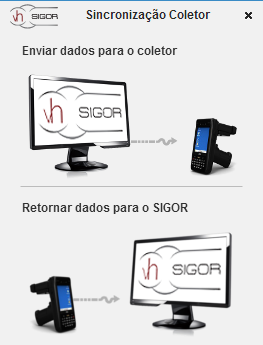 vh SIGOR Sincronização Coletor ×
Enviar dados para o coletor
vh SIGOR
Retornar dados para o SIGOR
vh SIGOR